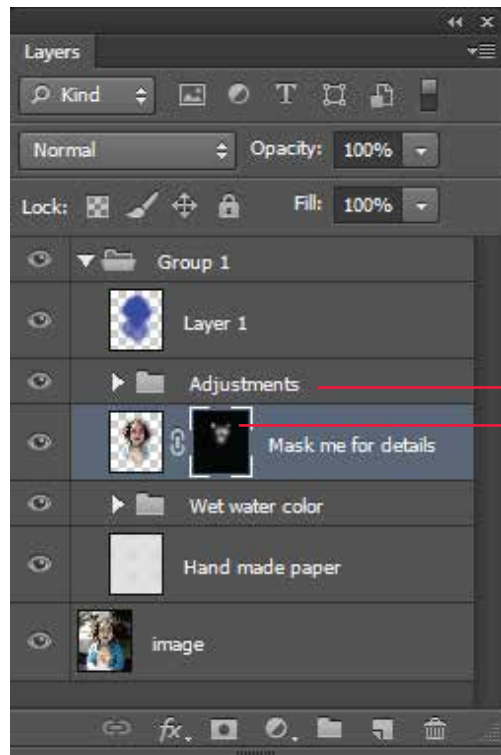 Layers
Kind T
Normal Opacity: 100%
Lock: Fill: 100%
Group 1
Layer 1
Adjustments
Mask me for details
Wet water color
Hand made paper
image
fx.